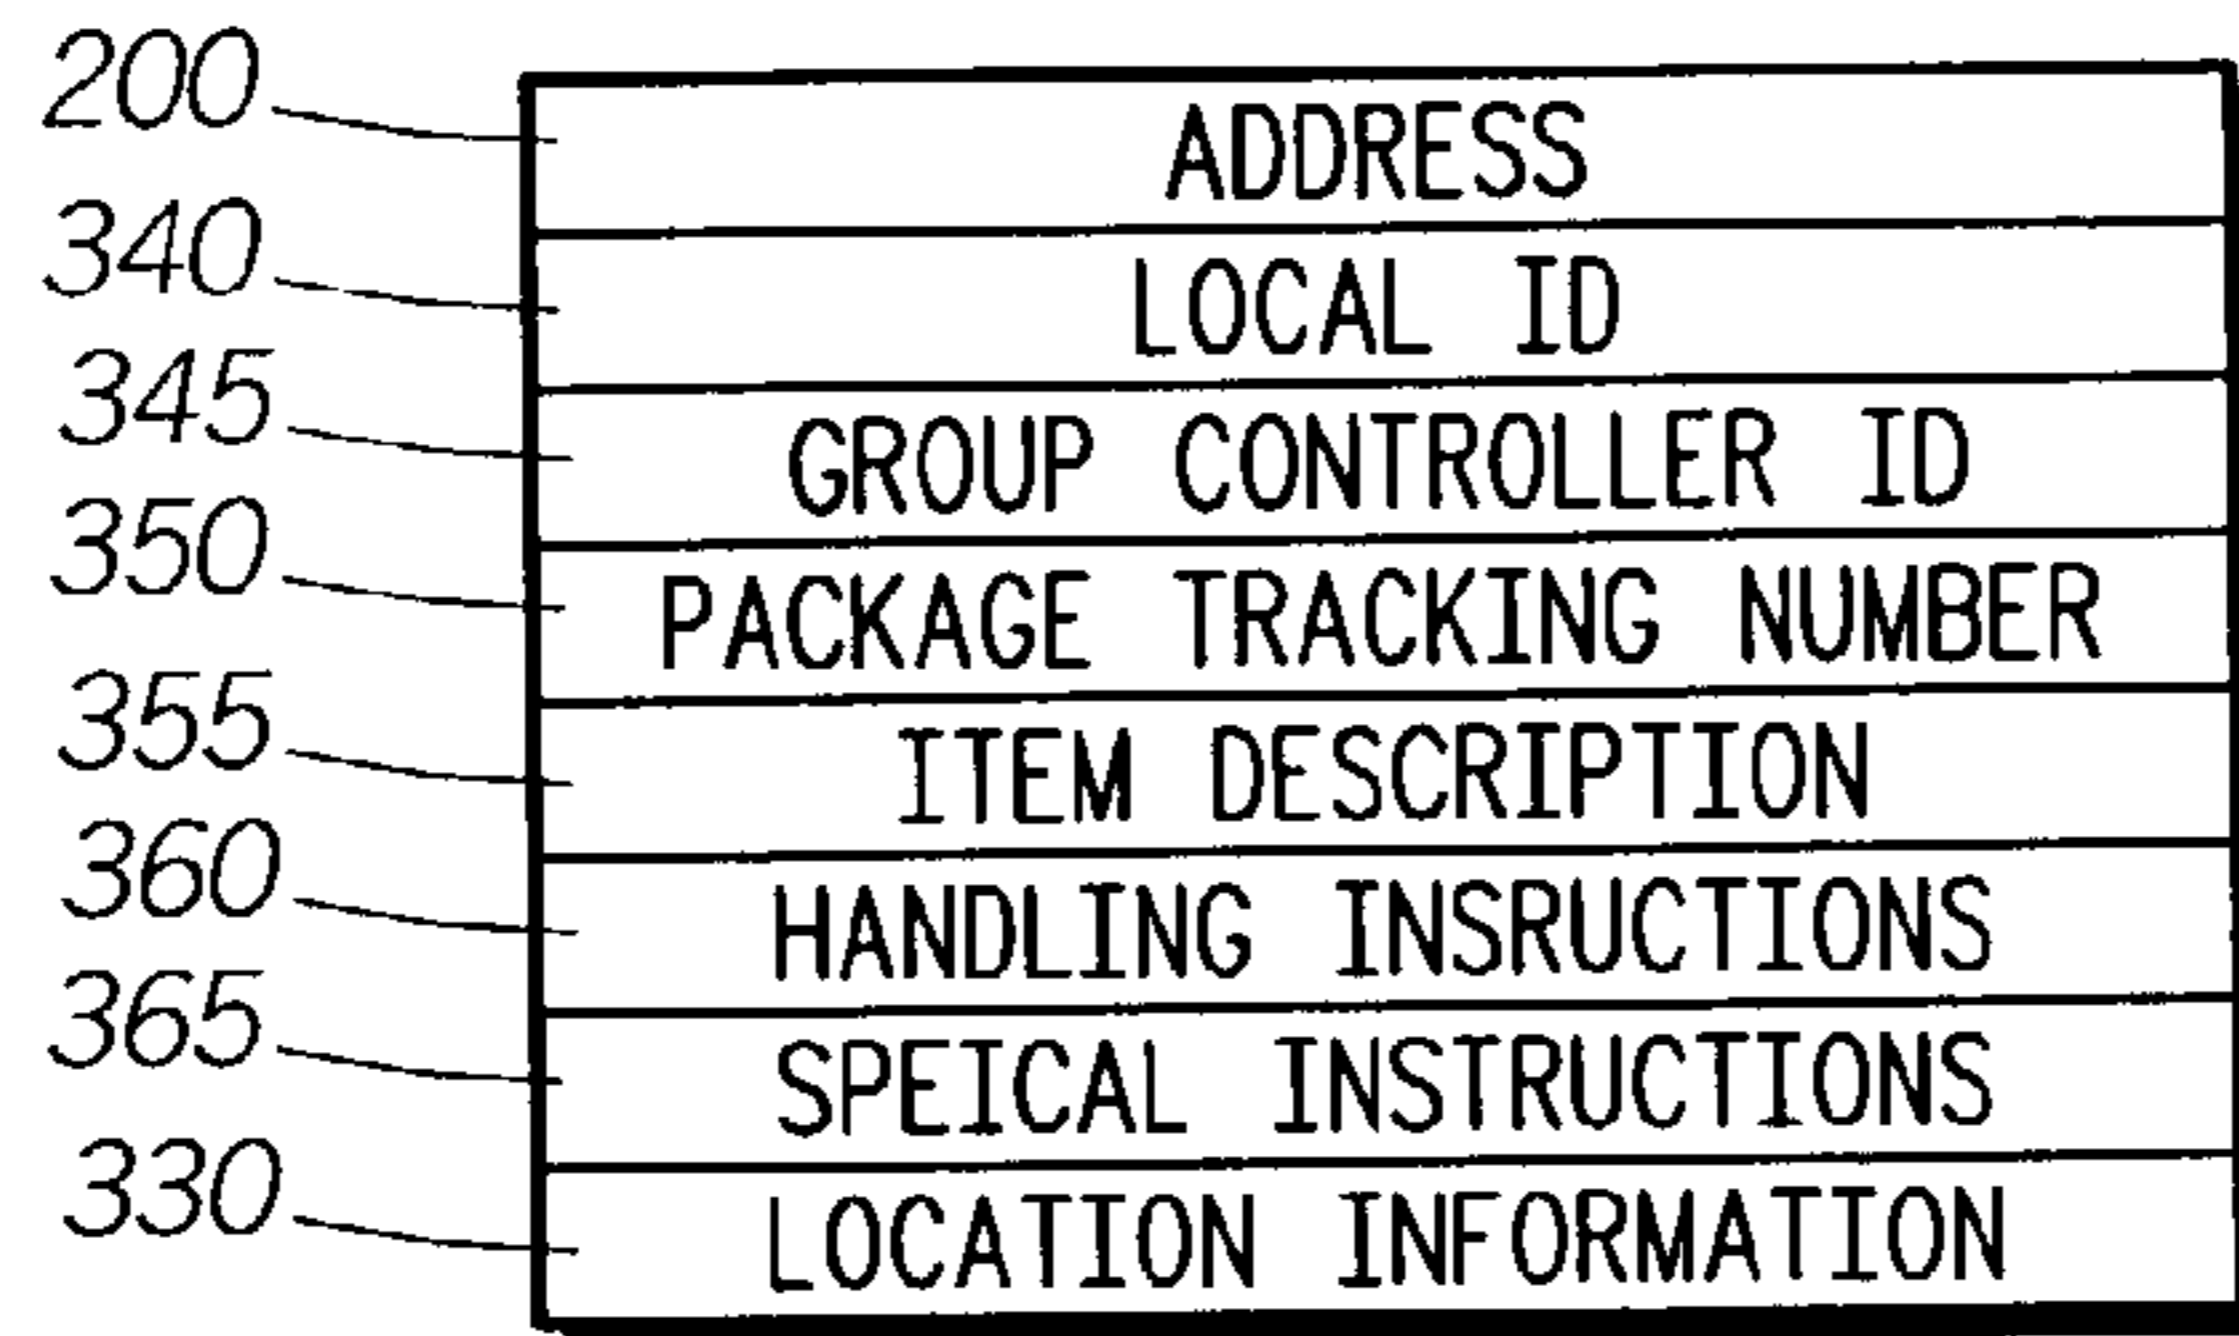 200 ADDRESS
340 LOCAL ID
345 GROUP CONTROLLER ID
350 PACKAGE TRACKING NUMBER
355 ITEM DESCRIPTION
360 HANDLING INSRUCTIONS
365 SPEICAL INSTRUCTIONS
330 LOCATION INFORMATION